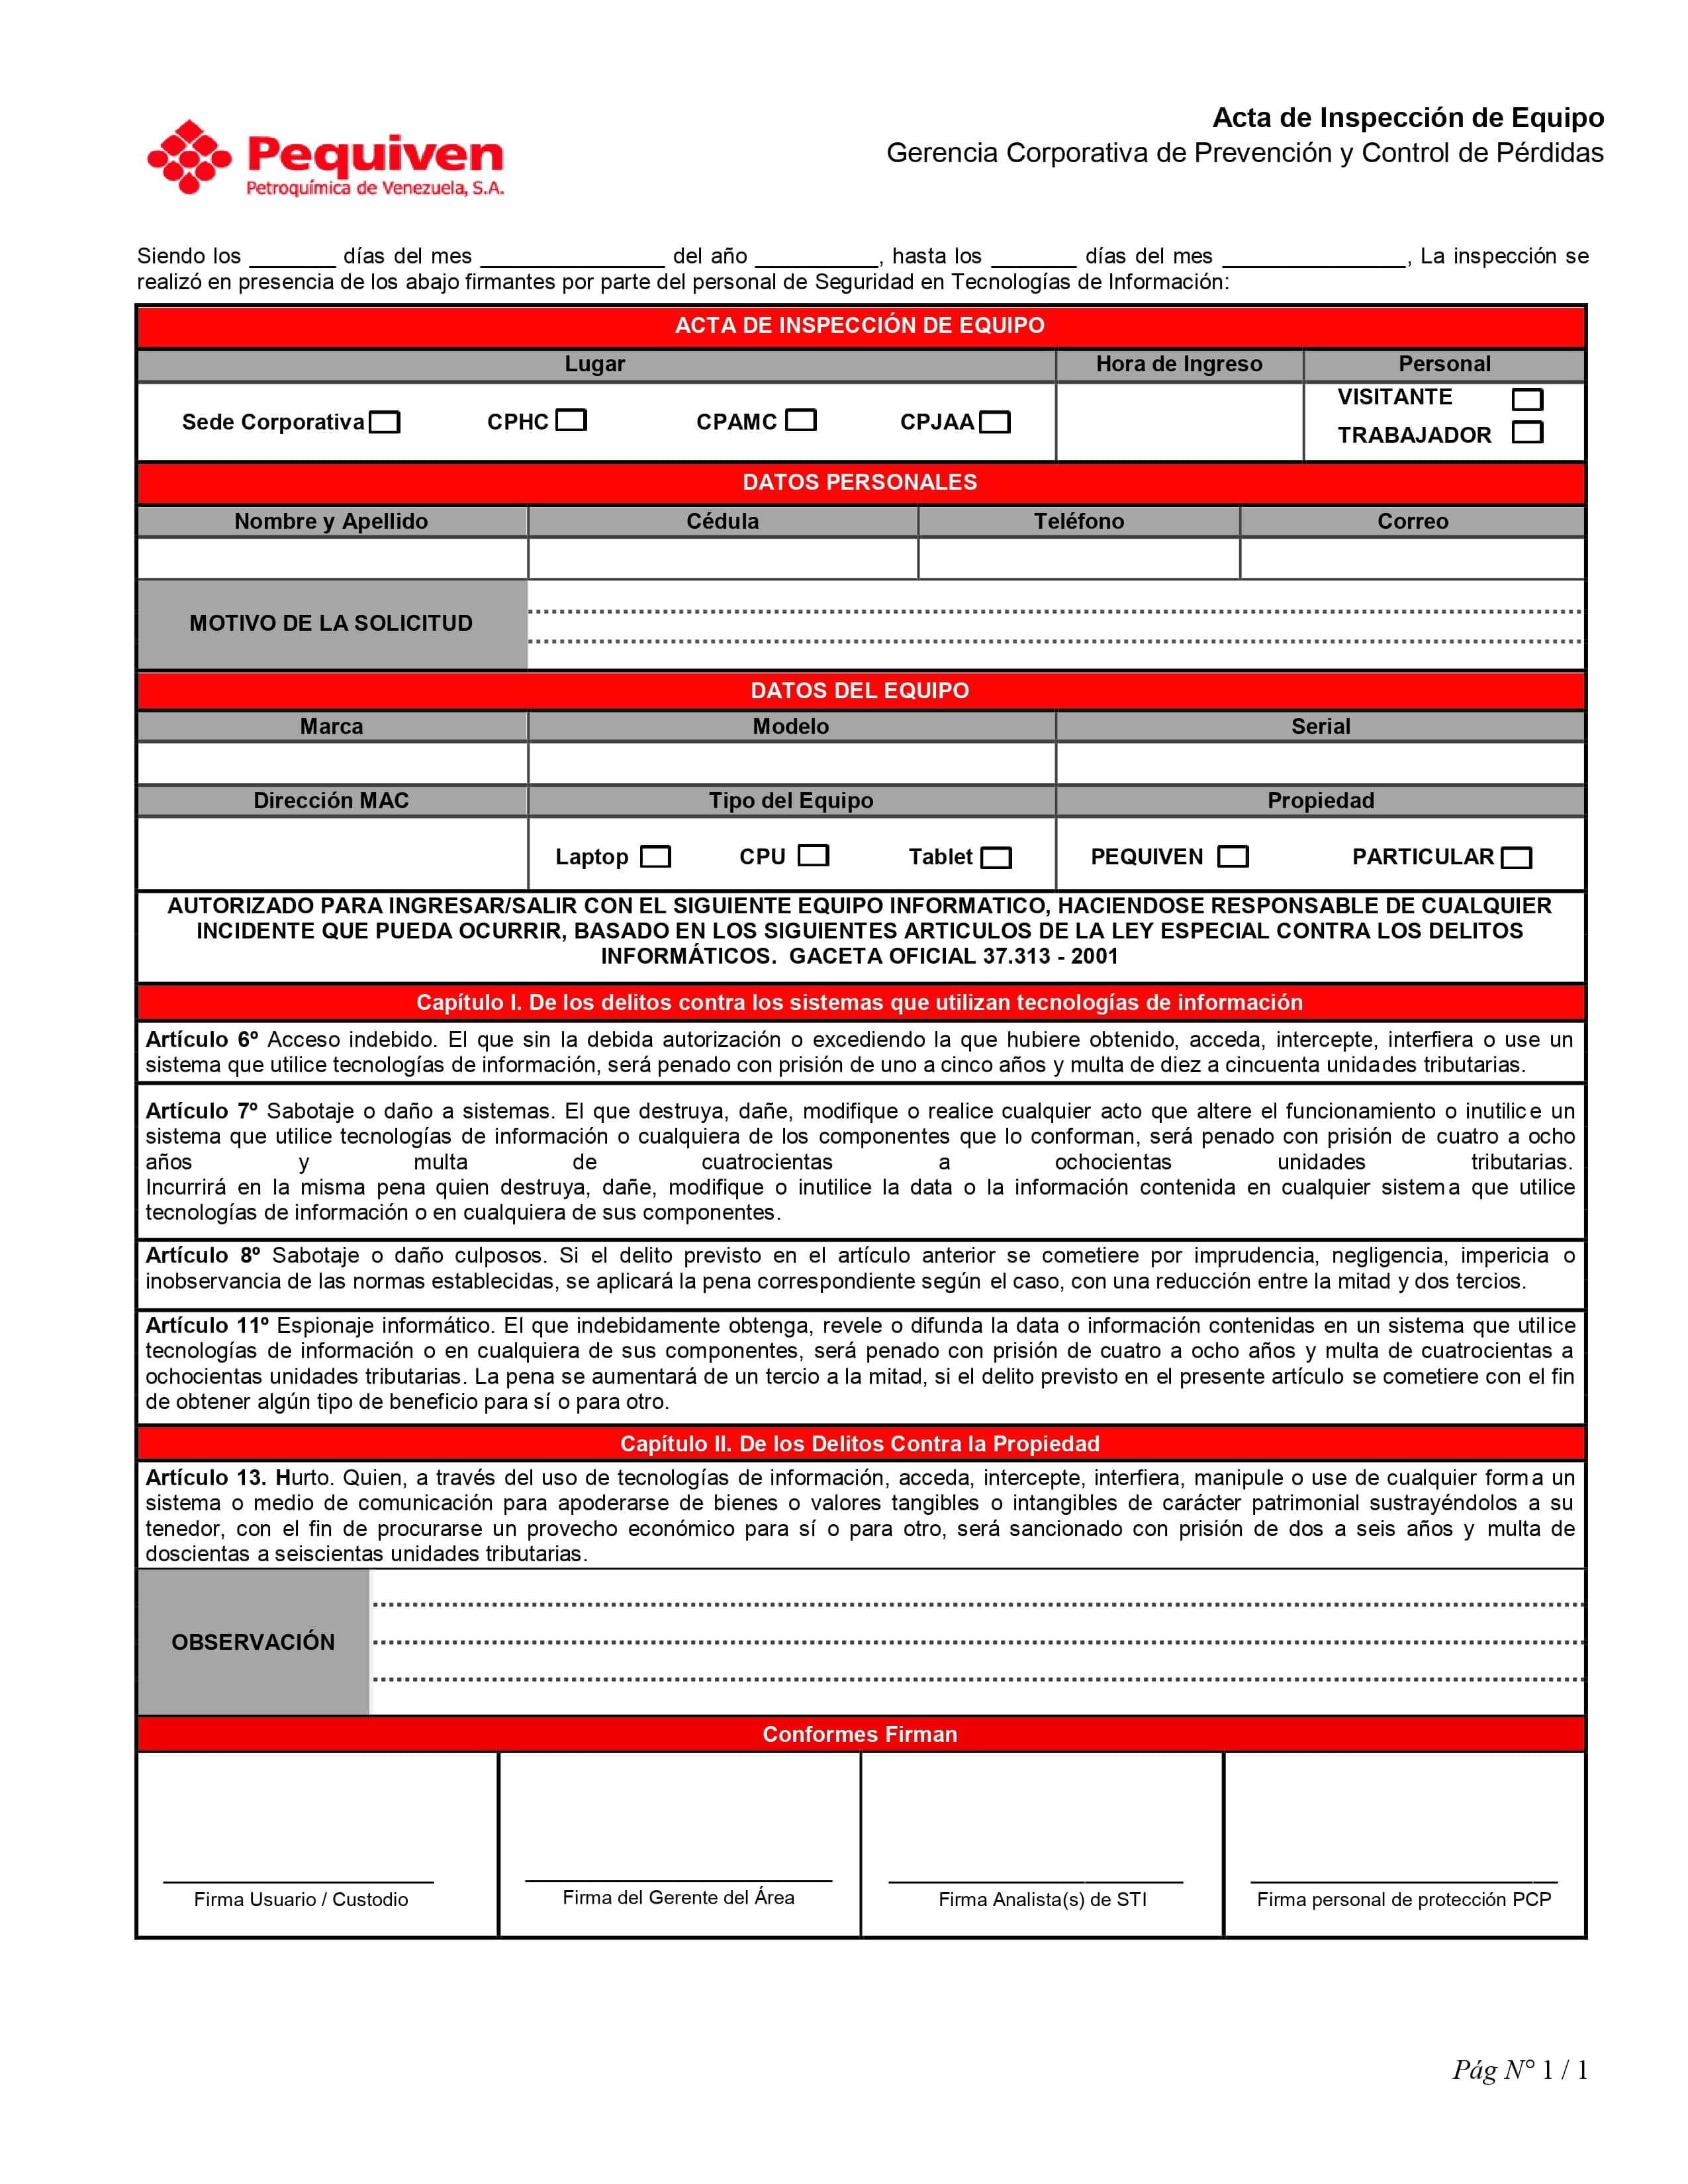 Pequiven
Petroquímica de Venezuela, S.A.
Acta de Inspección de Equipo
Gerencia Corporativa de Prevención y Control de Pérdidas
Siendo los _______ días del mes _______________ del año __________, hasta los _______ días del mes _______________, La inspección se
realizó en presencia de los abajo firmantes por parte del personal de Seguridad en Tecnologías de Información:
ACTA DE INSPECCIÓN DE EQUIPO
Lugar Hora de Ingreso Personal
Sede Corporativa CPHC CPAMC CPJAA VISITANTE
TRABAJADOR
DATOS PERSONALES
Nombre y Apellido Cédula Teléfono Correo
MOTIVO DE LA SOLICITUD
DATOS DEL EQUIPO
Marca Modelo Serial
Dirección MAC Tipo del Equipo Propiedad
Laptop CPU Tablet PEQUIVEN PARTICULAR
AUTORIZADO PARA INGRESAR/SALIR CON EL SIGUIENTE EQUIPO INFORMATICO, HACIENDOSE RESPONSABLE DE CUALQUIER
INCIDENTE QUE PUEDA OCURRIR, BASADO EN LOS SIGUIENTES ARTICULOS DE LA LEY ESPECIAL CONTRA LOS DELITOS
INFORMÁTICOS. GACETA OFICIAL 37.313 - 2001
Capítulo I. De los delitos contra los sistemas que utilizan tecnologías de información
Artículo 6º Acceso indebido. El que sin la debida autorización o excediendo la que hubiere obtenido, acceda, intercepte, interfiera o use un
sistema que utilice tecnologías de información, será penado con prisión de uno a cinco años y multa de diez a cincuenta unidades tributarias.
Artículo 7º Sabotaje o daño a sistemas. El que destruya, dañe, modifique o realice cualquier acto que altere el funcionamiento o inutilice un
sistema que utilice tecnologías de información o cualquiera de los componentes que lo conforman, será penado con prisión de cuatro a ocho
años y multa de cuatrocientas a ochocientas unidades tributarias.
Incurrirá en la misma pena quien destruya, dañe, modifique o inutilice la data o la información contenida en cualquier sistema que utilice
tecnologías de información o en cualquiera de sus componentes.
Artículo 8º Sabotaje o daño culposos. Si el delito previsto en el artículo anterior se cometiere por imprudencia, negligencia, impericia o
inobservancia de las normas establecidas, se aplicará la pena correspondiente según el caso, con una reducción entre la mitad y dos tercios.
Artículo 11º Espionaje informático. El que indebidamente obtenga, revele o difunda la data o información contenidas en un sistema que utilice
tecnologías de información o en cualquiera de sus componentes, será penado con prisión de cuatro a ocho años y multa de cuatrocientas a
ochocientas unidades tributarias. La pena se aumentará de un tercio a la mitad, si el delito previsto en el presente artículo se cometiere con el fin
de obtener algún tipo de beneficio para sí o para otro.
Capítulo II. De los Delitos Contra la Propiedad
Artículo 13. Hurto. Quien, a través del uso de tecnologías de información, acceda, intercepte, interfiera, manipule o use de cualquier forma un
sistema o medio de comunicación para apoderarse de bienes o valores tangibles o intangibles de carácter patrimonial sustrayéndolos a su
tenedor, con el fin de procurarse un provecho económico para sí o para otro, será sancionado con prisión de dos a seis años y multa de
doscientas a seiscientas unidades tributarias.
OBSERVACIÓN
Conformes Firman
Firma Usuario / Custodio Firma del Gerente del Área Firma Analista(s) de STI Firma personal de protección PCP
Pág N° 1 / 1